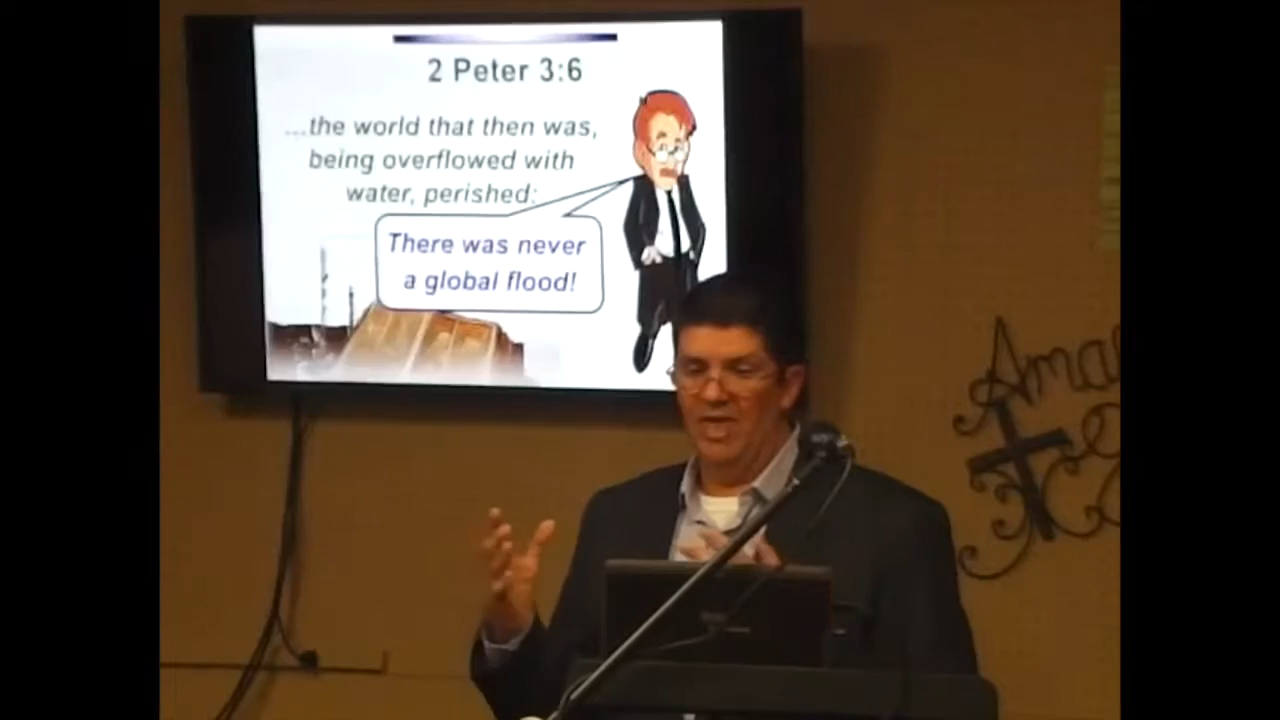 2 Peter 3:6
...the world that then was,
being overflowed with
water, perished:
There was never
a global flood!